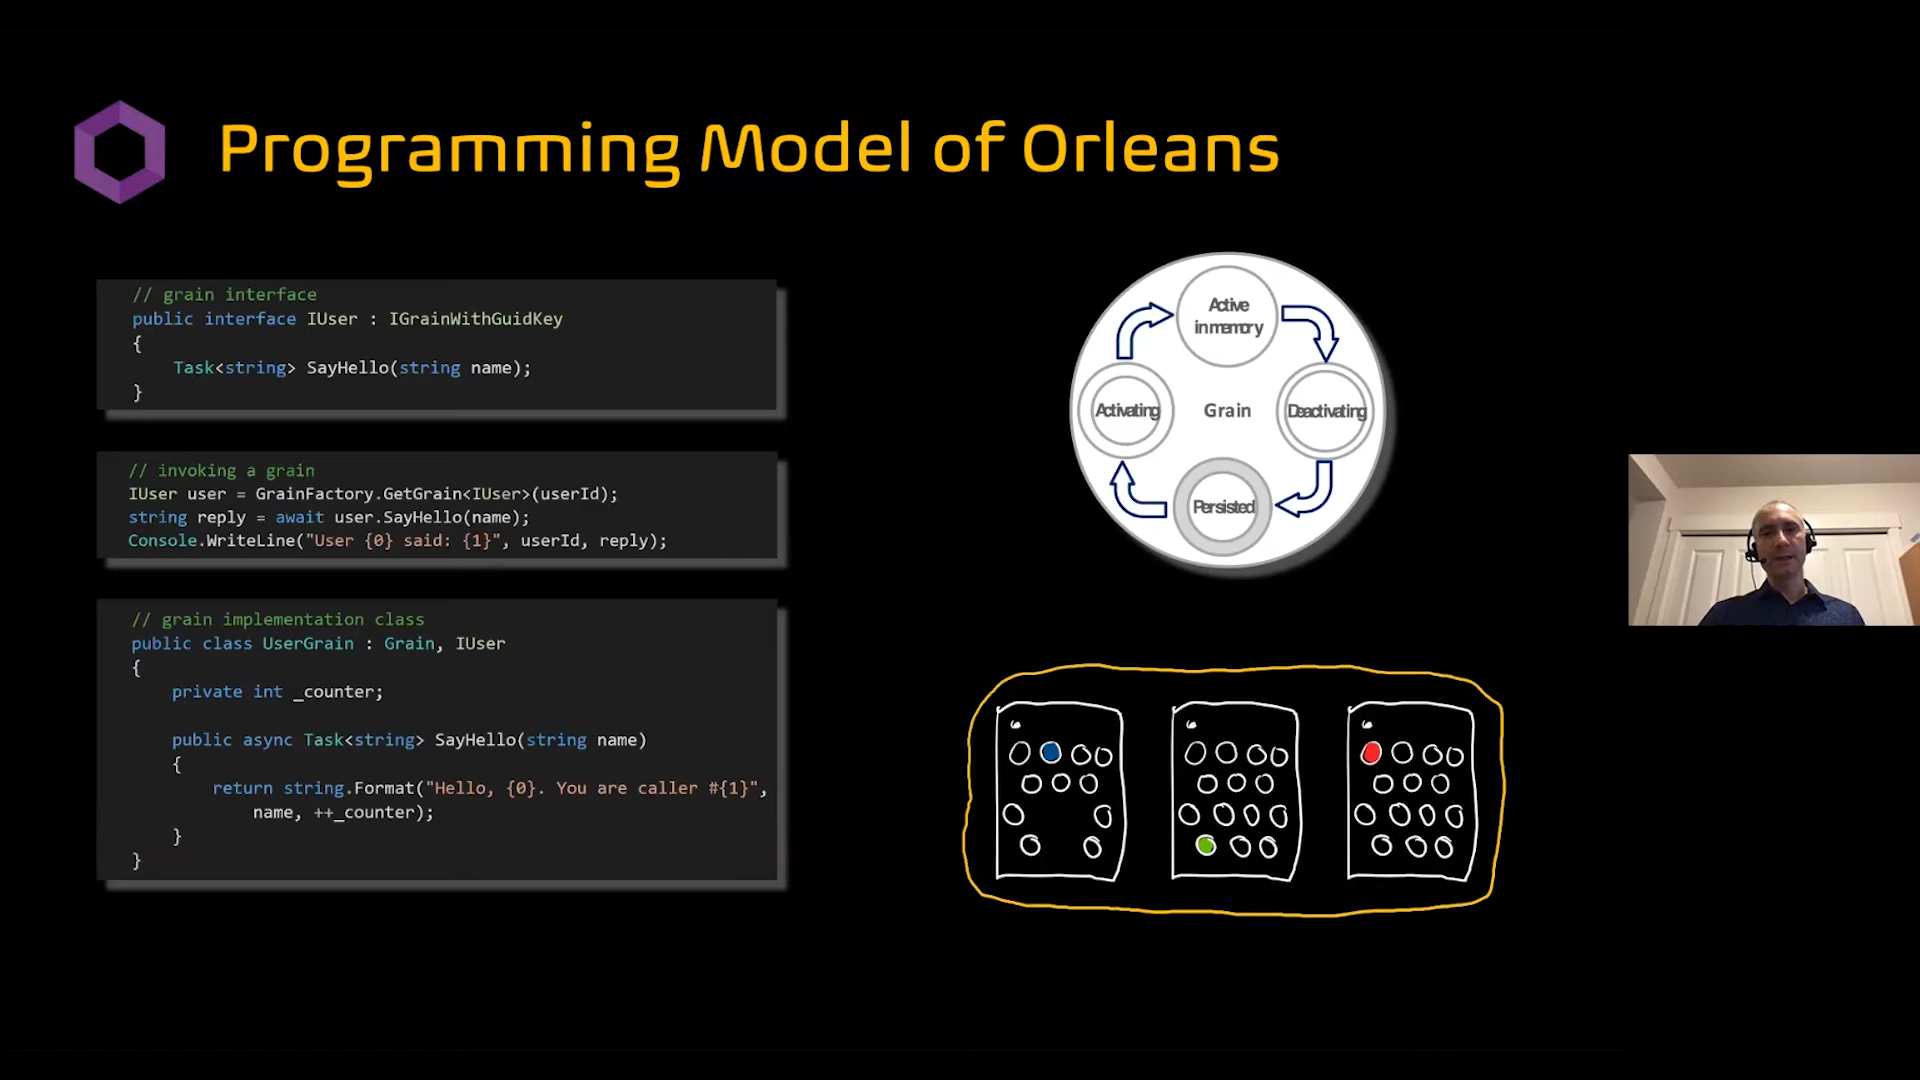 Programming Model of Orleans
// grain interface
public interface IUser : IGrainWithGuidKey
{
Task<string> SayHello(string name);
}
// invoking a grain
IUser user = GrainFactory.GetGrain<IUser>(userId);
string reply = await user.SayHello(name);
Console.WriteLine("User {0} said: {1}", userId, reply);
// grain implementation class
public class UserGrain : Grain, IUser
{
private int _counter;
public async Task<string> SayHello(string name)
{
return string.Format("Hello, {0}. You are caller #{1}",
name, ++_counter);
}
}
Active
in memory
Activating
Grain
Deactivating
Persisted